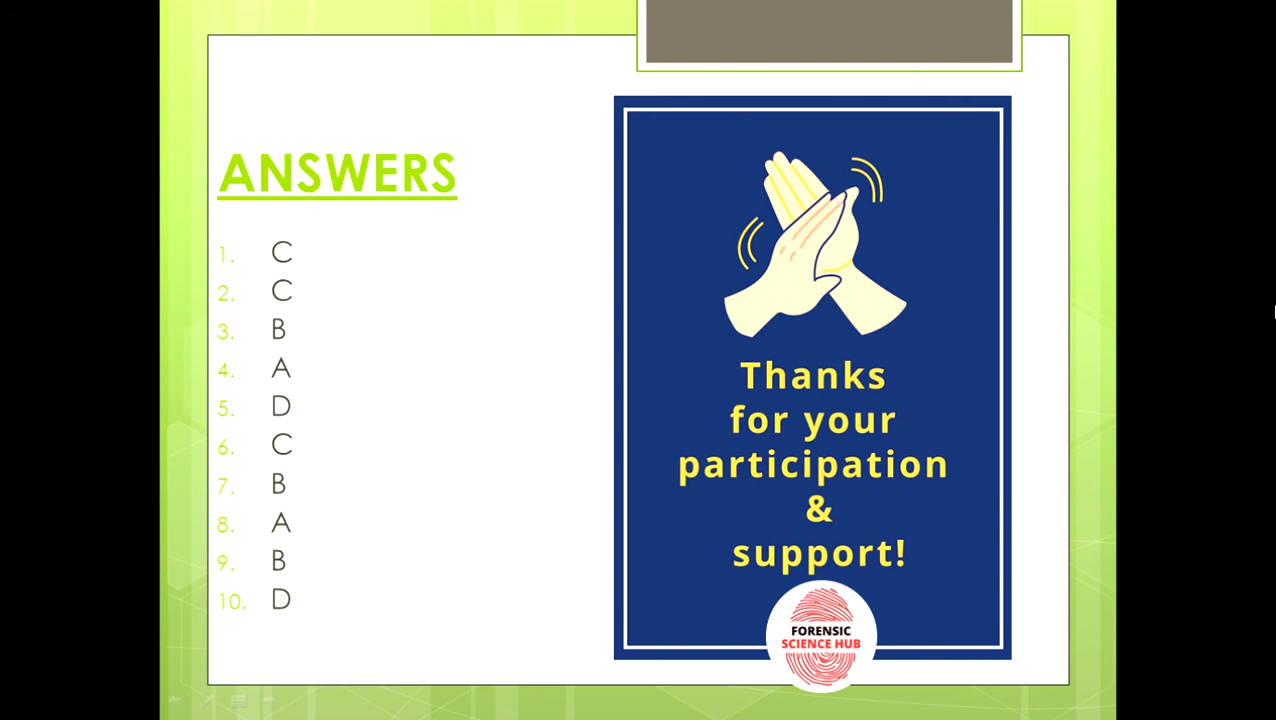 ANSWERS
1. C
2. C
3. B
4. A
5. D
6. C
7. B
8. A
9. B
10. D
Thanks
for your
participation
&
support!
FORENSIC
SCIENCE HUB